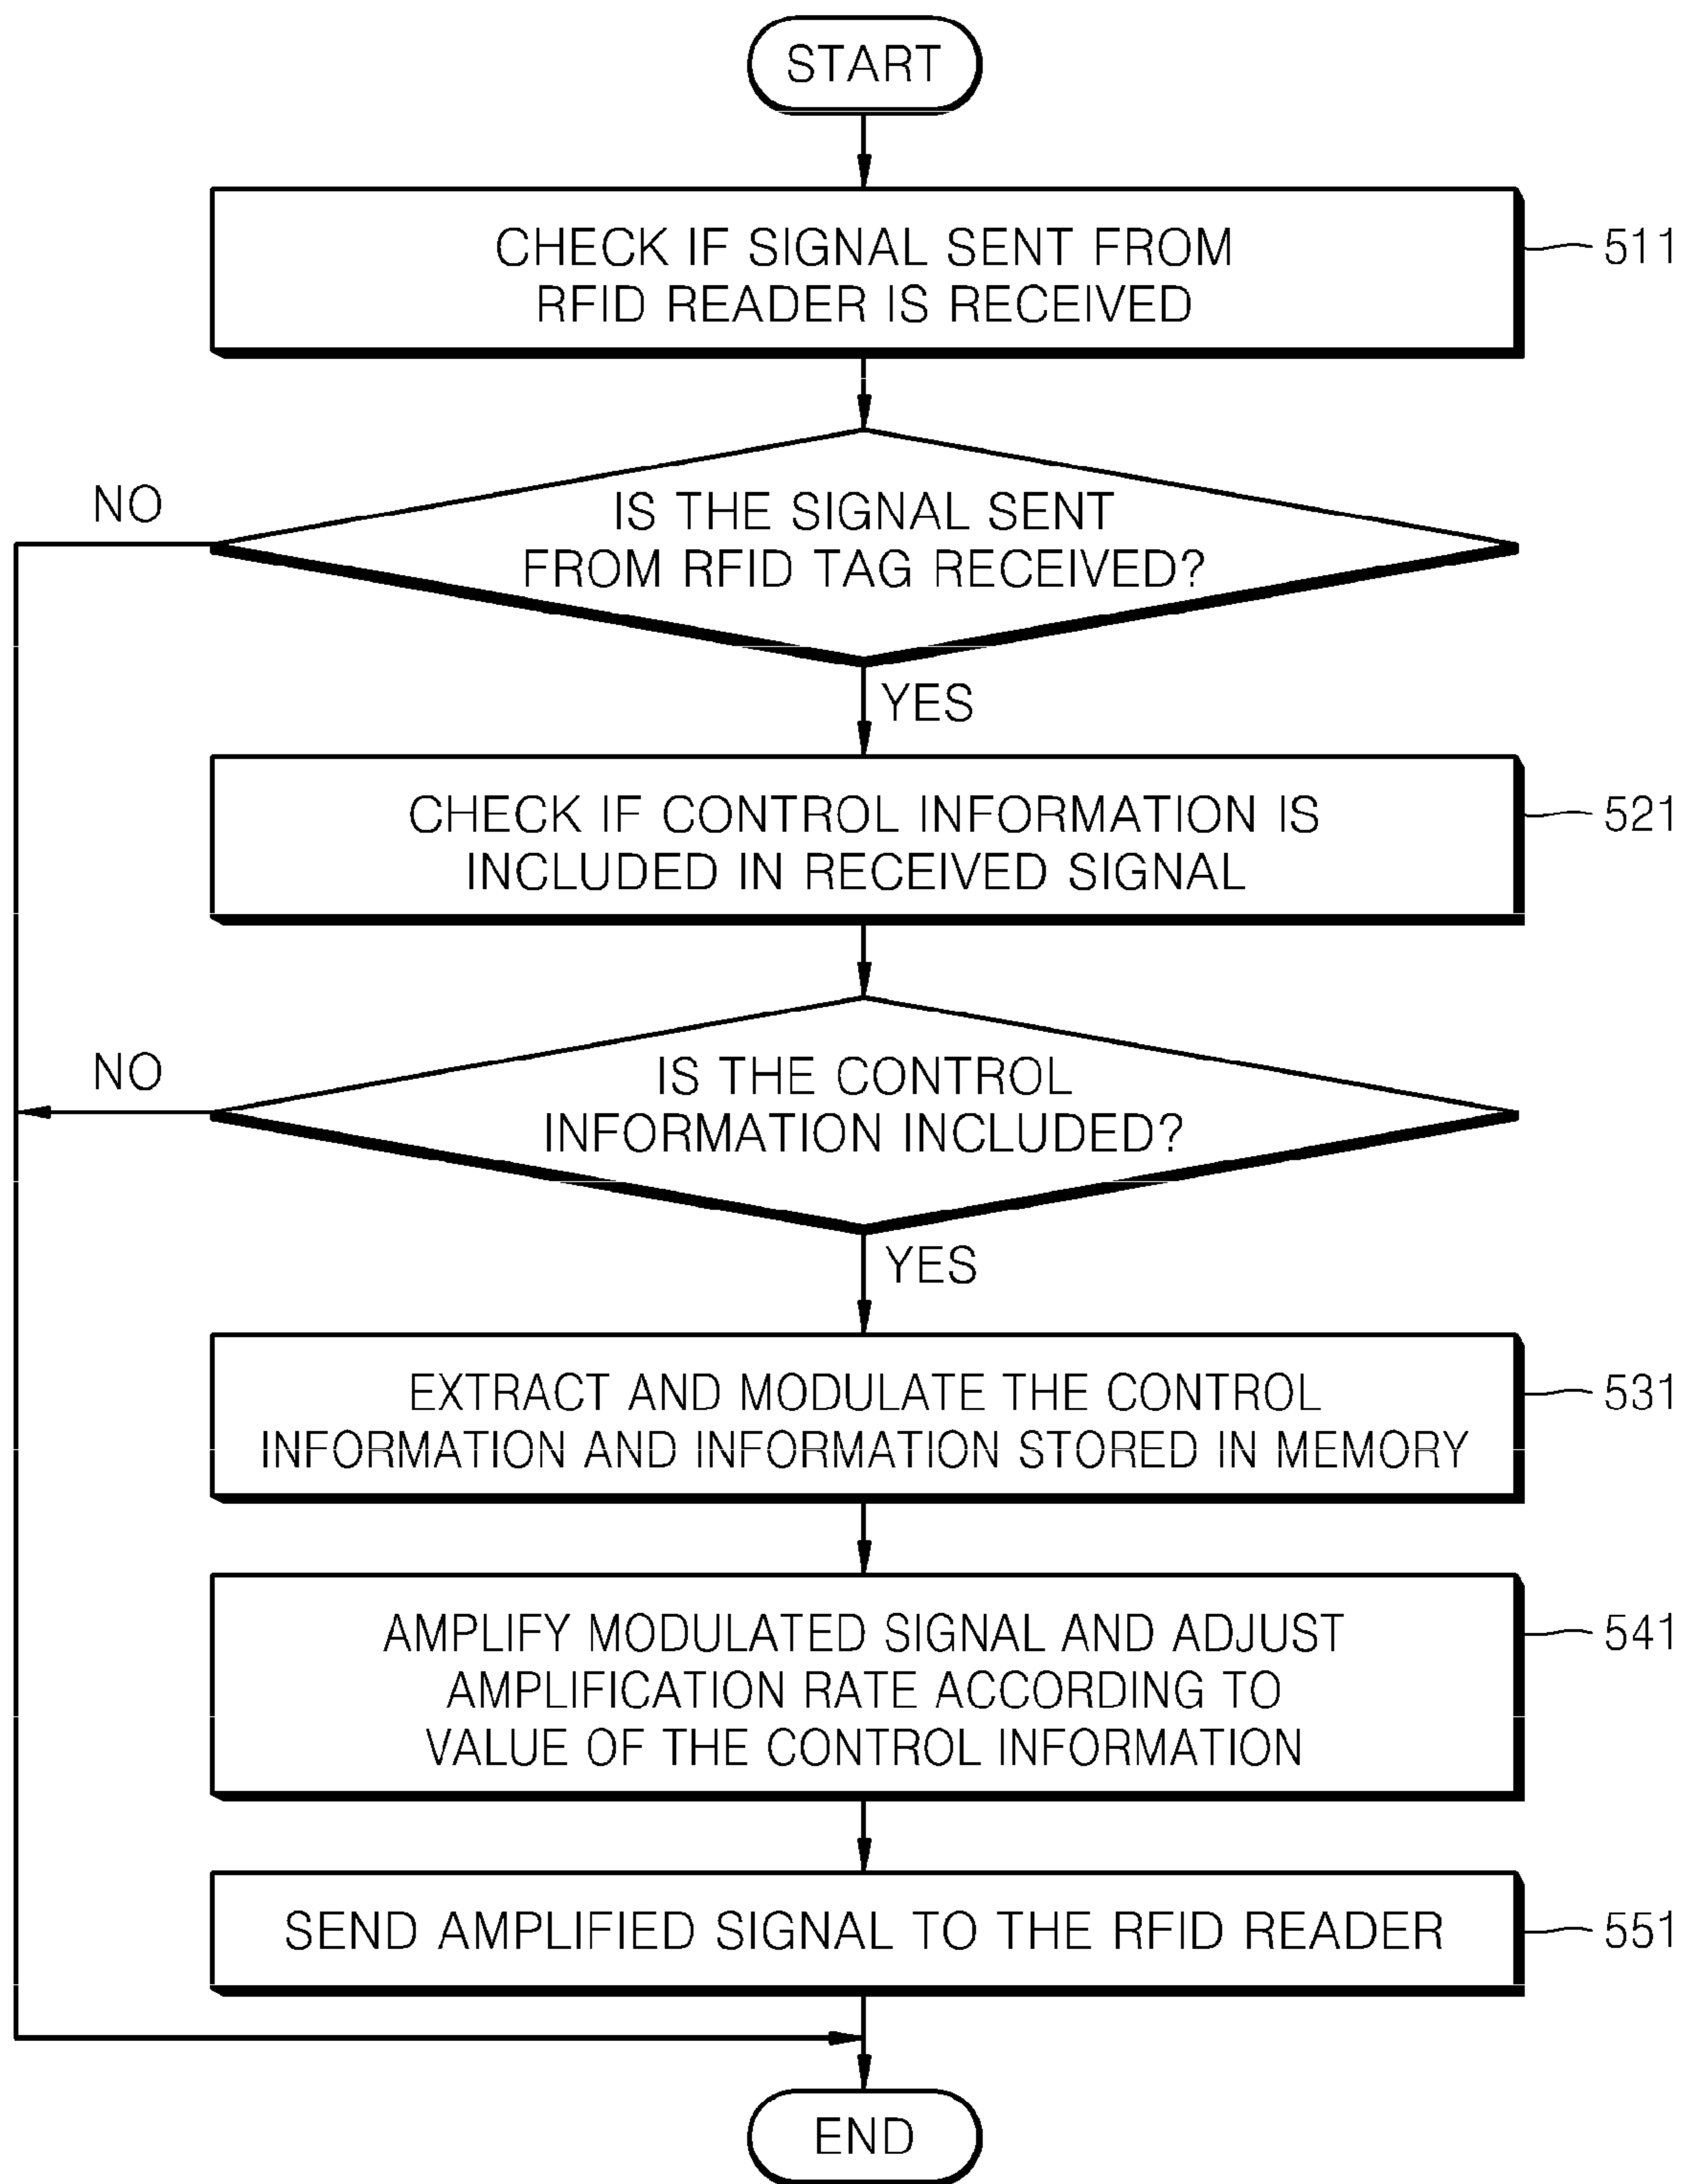 START
CHECK IF SIGNAL SENT FROM
RFID READER IS RECEIVED
511
NO
IS THE SIGNAL SENT
FROM RFID TAG RECEIVED?
YES
CHECK IF CONTROL INFORMATION IS
INCLUDED IN RECEIVED SIGNAL
521
NO
IS THE CONTROL
INFORMATION INCLUDED?
YES
EXTRACT AND MODULATE THE CONTROL
INFORMATION AND INFORMATION STORED IN MEMORY
531
AMPLIFY MODULATED SIGNAL AND ADJUST
AMPLIFICATION RATE ACCORDING TO
VALUE OF THE CONTROL INFORMATION
541
SEND AMPLIFIED SIGNAL TO THE RFID READER
551
END